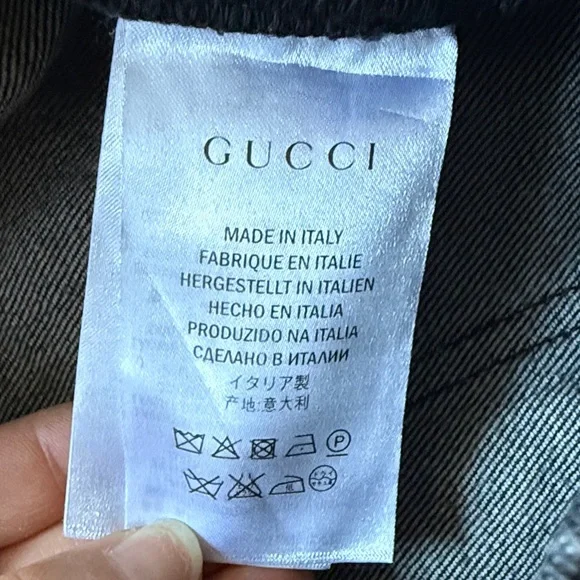 GUCCI
MADE IN ITALY
FABRIQUE EN ITALIE
HERGESTELLT IN ITALIEN
HECHO EN ITALIA
PRODUZIDO NA ITALIA
СДЕЛАНО В ИТАЛИИ
イタリア製
产地:意大利
P